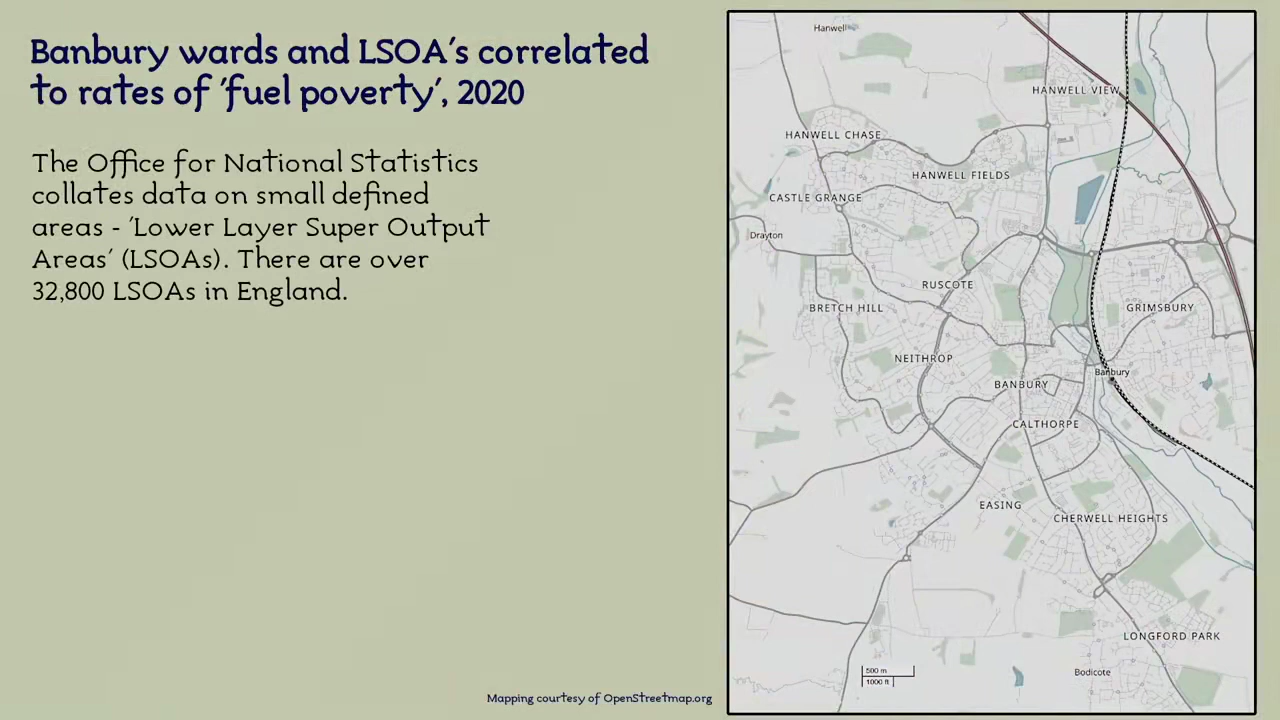 Banbury wards and LSOA's correlated
to rates of 'fuel poverty', 2020
The Office for National Statistics
collates data on small defined
areas - 'Lower Layer Super Output
Areas' (LSOAs). There are over
32,800 LSOAs in England.
Hanwell
HANWELL VIEW
HANWELL CHASE
HANWELL FIELDS
CASTLE GRANGE
Drayton
RUSCOTE
BRETCH HILL
GRIMSBURY
NEITHROP
Banbury
BANBURY
CALTHORPE
EASING
CHERWELL HEIGHTS
LONGFORD PARK
500 m
1000 ft
Bodicote
Mapping courtesy of OpenStreetmap.org